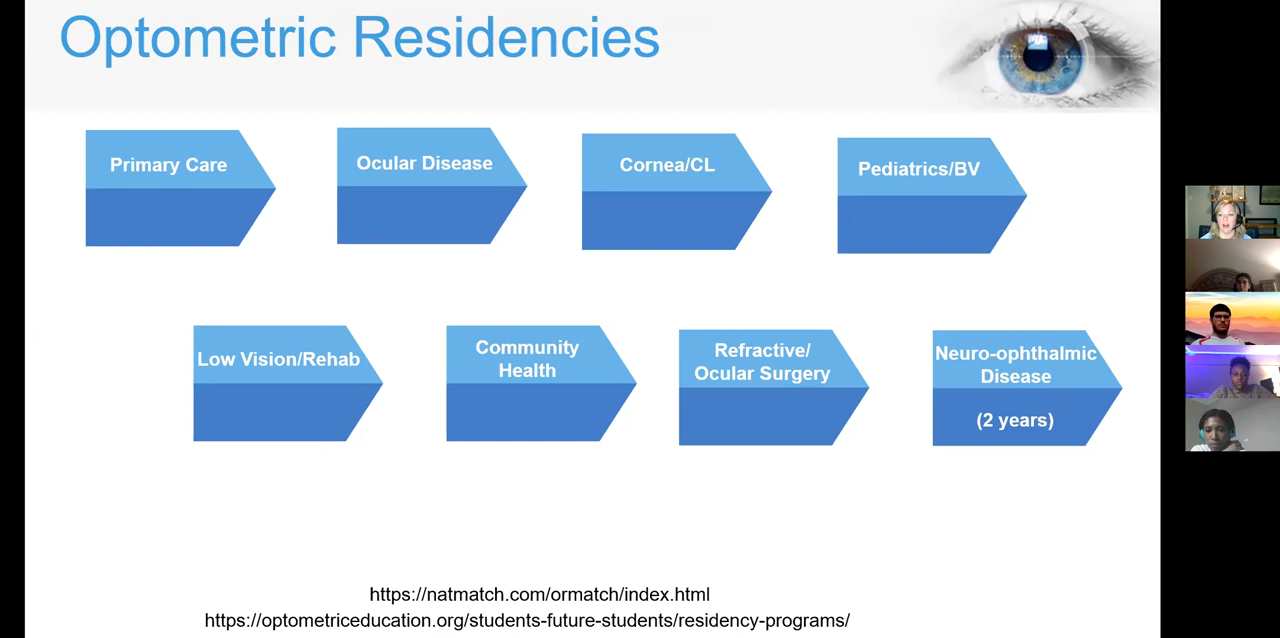 Optometric Residencies
Primary Care
Ocular Disease
Cornea/CL
Pediatrics/BV
Low Vision/Rehab
Community
Health
Refractive/
Ocular Surgery
Neuro-ophthalmic
Disease
(2 years)
https://natmatch.com/ormatch/index.html
https://optometriceducation.org/students-future-students/residency-programs/